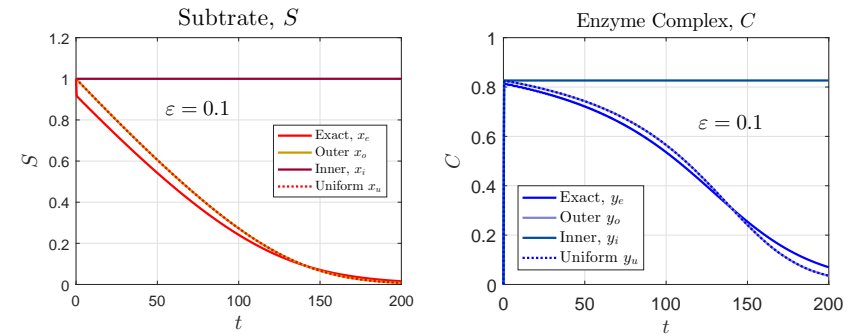 Subtrate, S
S
1.2
1
0.8
0.6
0.4
0.2
0
ε = 0.1
Exact, x_e
Outer x_o
Inner, x_i
Uniform x_u
0 50 100 150 200
t
Enzyme Complex, C
C
1
0.8
0.6
0.4
0.2
0
ε = 0.1
Exact, y_e
Outer y_o
Inner, y_i
Uniform y_u
0 50 100 150 200
t